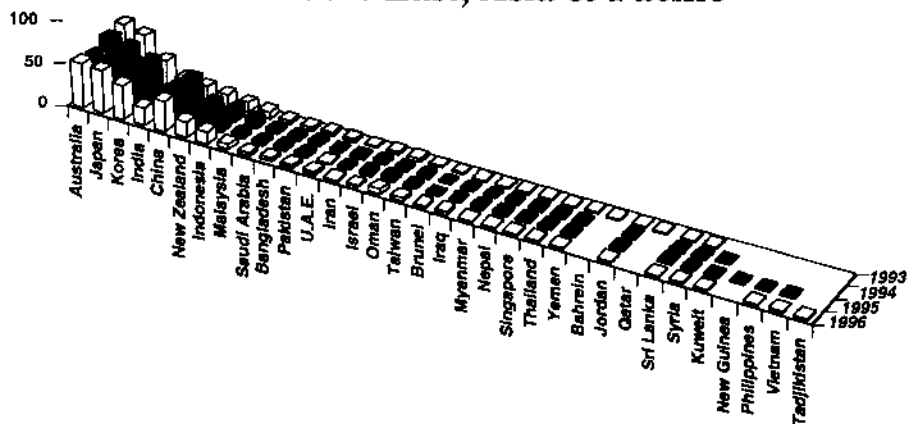 100
50
0
Australia
Japan
Korea
India
China
New Zealand
Indonesia
Malaysia
Saudi Arabia
Bangladesh
Pakistan
U.A.E.
Iran
Israel
Oman
Taiwan
Brunei
Iraq
Myanmar
Nepal
Singapore
Thailand
Yemen
Bahrein
Jordan
Qatar
Sri Lanka
Syria
Kuweit
New Guinea
Philippines
Vietnam
Tadjikistan
1993
1994
1995
1996